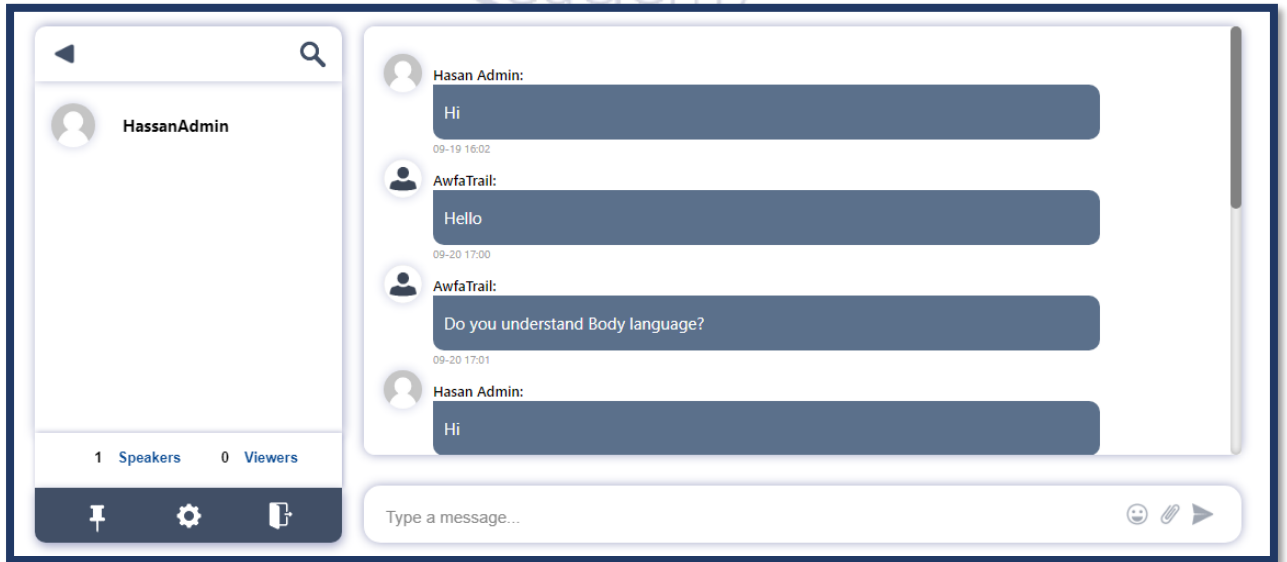 HassanAdmin
1 Speakers 0 Viewers
Hasan Admin:
Hi
09-19 16:02
AwfaTrail:
Hello
09-20 17:00
AwfaTrail:
Do you understand Body language?
09-20 17:01
Hasan Admin:
Hi
Type a message...